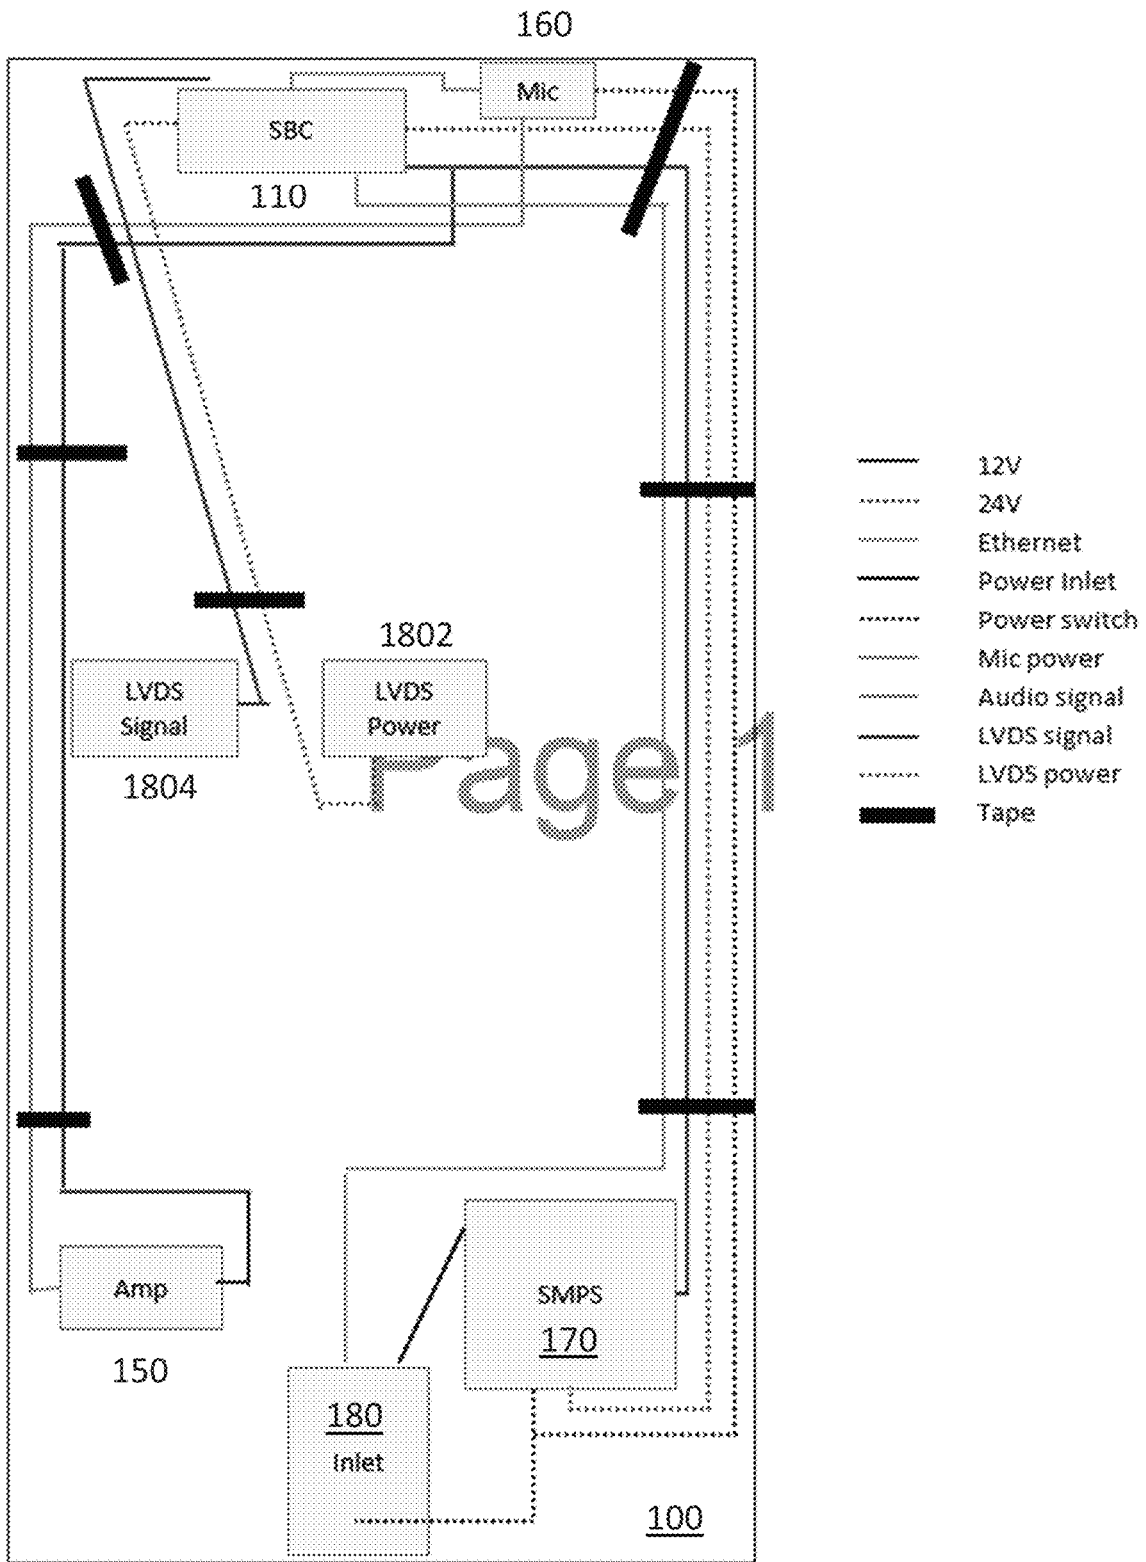 160
Mic
SBC
110
12V
24V
Ethernet
Power Inlet
Power switch
Mic power
Audio signal
LVDS signal
LVDS power
Tape
1802
LVDS
Signal
LVDS
Power
1804
Page 1
Amp
150
SMPS
170
180
Inlet
100